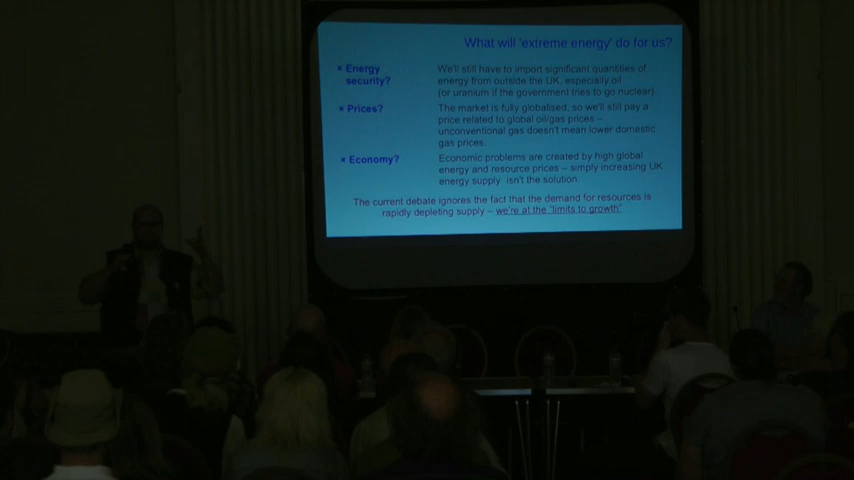 What will 'extreme energy' do for us?
× Energy security?
We'll still have to import significant quantities of
energy from outside the UK, especially oil
(or uranium if the government tries to go nuclear).
× Prices?
The market is fully globalised, so we'll still pay a
price related to global oil/gas prices –
unconventional gas doesn't mean lower domestic
gas prices.
× Economy?
Economic problems are created by high global
energy and resource prices – simply increasing UK
energy supply isn't the solution.
The current debate ignores the fact that the demand for resources is
rapidly depleting supply – we're at the "limits to growth"